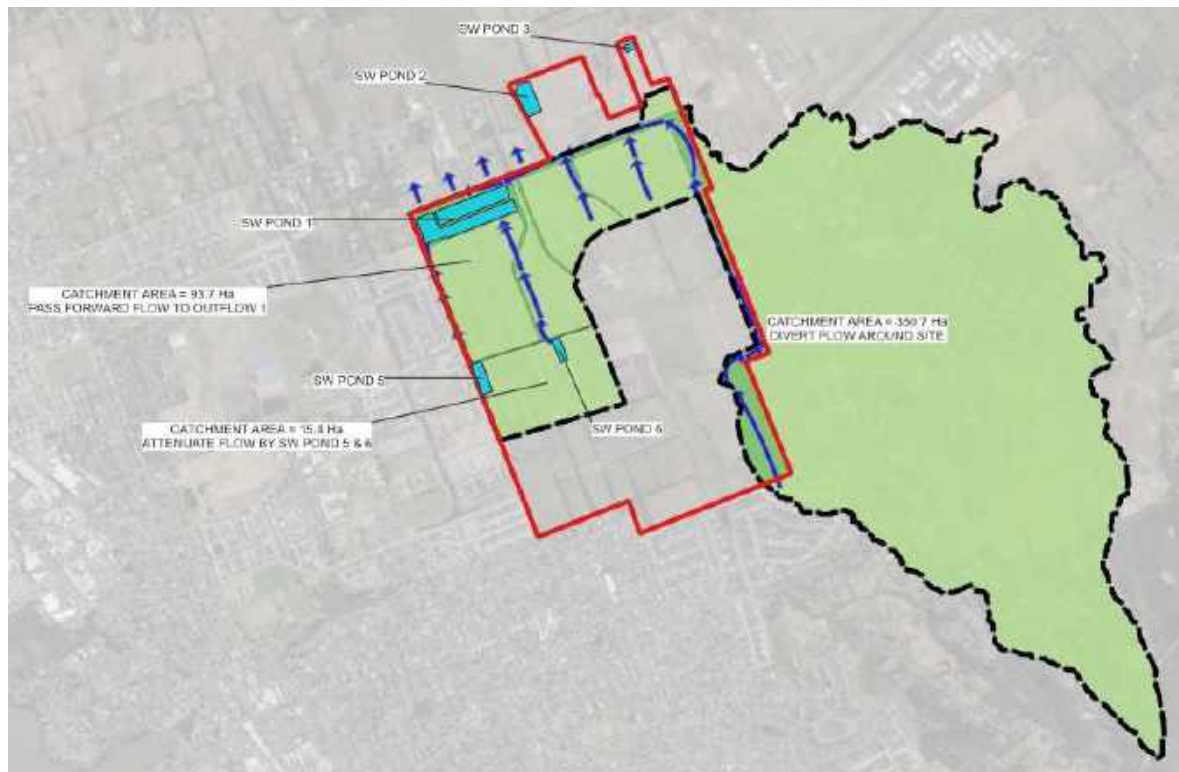 SW POND 3
SW POND 2
SW POND 1
CATCHMENT AREA = 93.7 Ha
PASS FORWARD FLOW TO OUTFLOW 1
CATCHMENT AREA = 350.7 Ha
DIVERT FLOW AROUND SITE
SW POND 5
CATCHMENT AREA = 15.8 Ha
ATTENUATE FLOW BY SW POND 5 & 6
SW POND 6